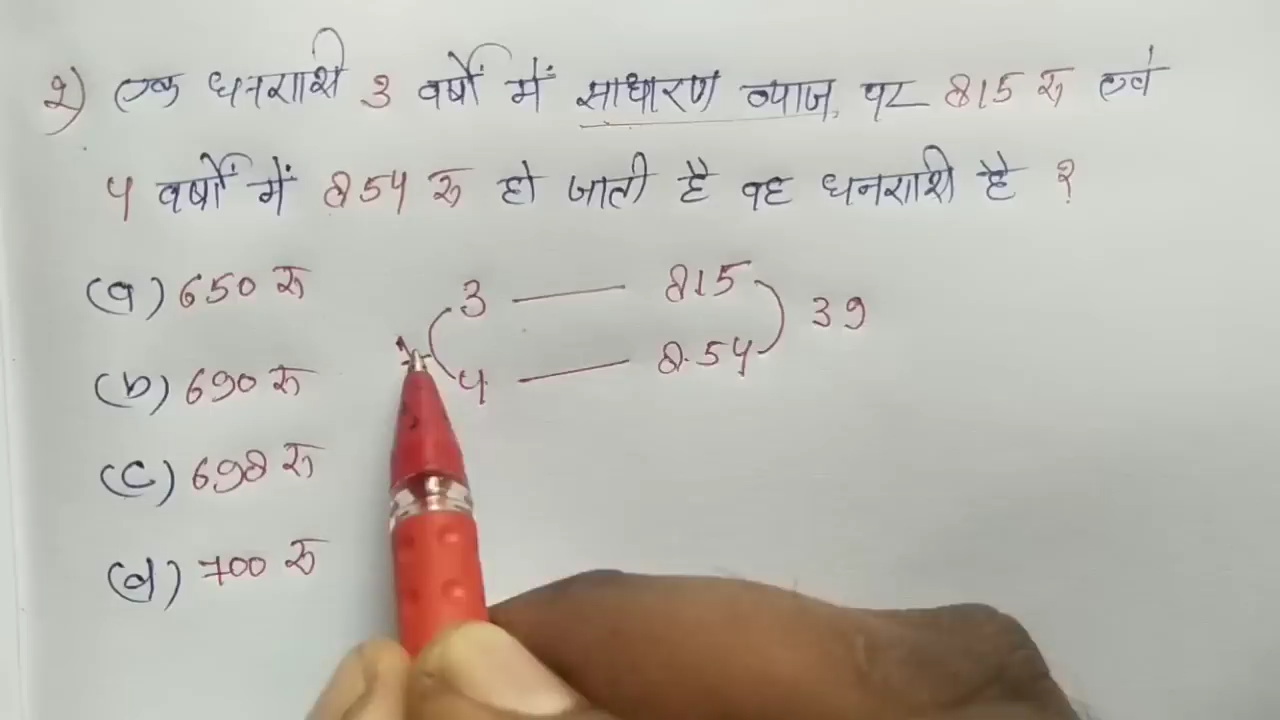 २) एक धनराशी 3 वर्षों में साधारण ब्याज पर 815 रु एवं
4 वर्षों में 854 रु हो जाती है वह धनराशी है ?
(a) 650 रु
(b) 690 रु
(c) 698 रु
(d) 700 रु
3 — 815
39
4 — 854